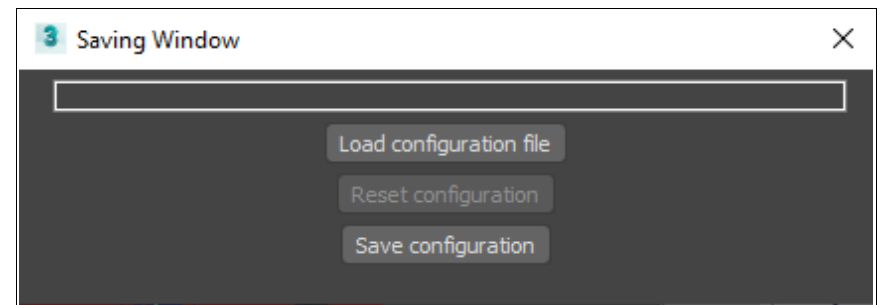 3 Saving Window
Load configuration file
Reset configuration
Save configuration